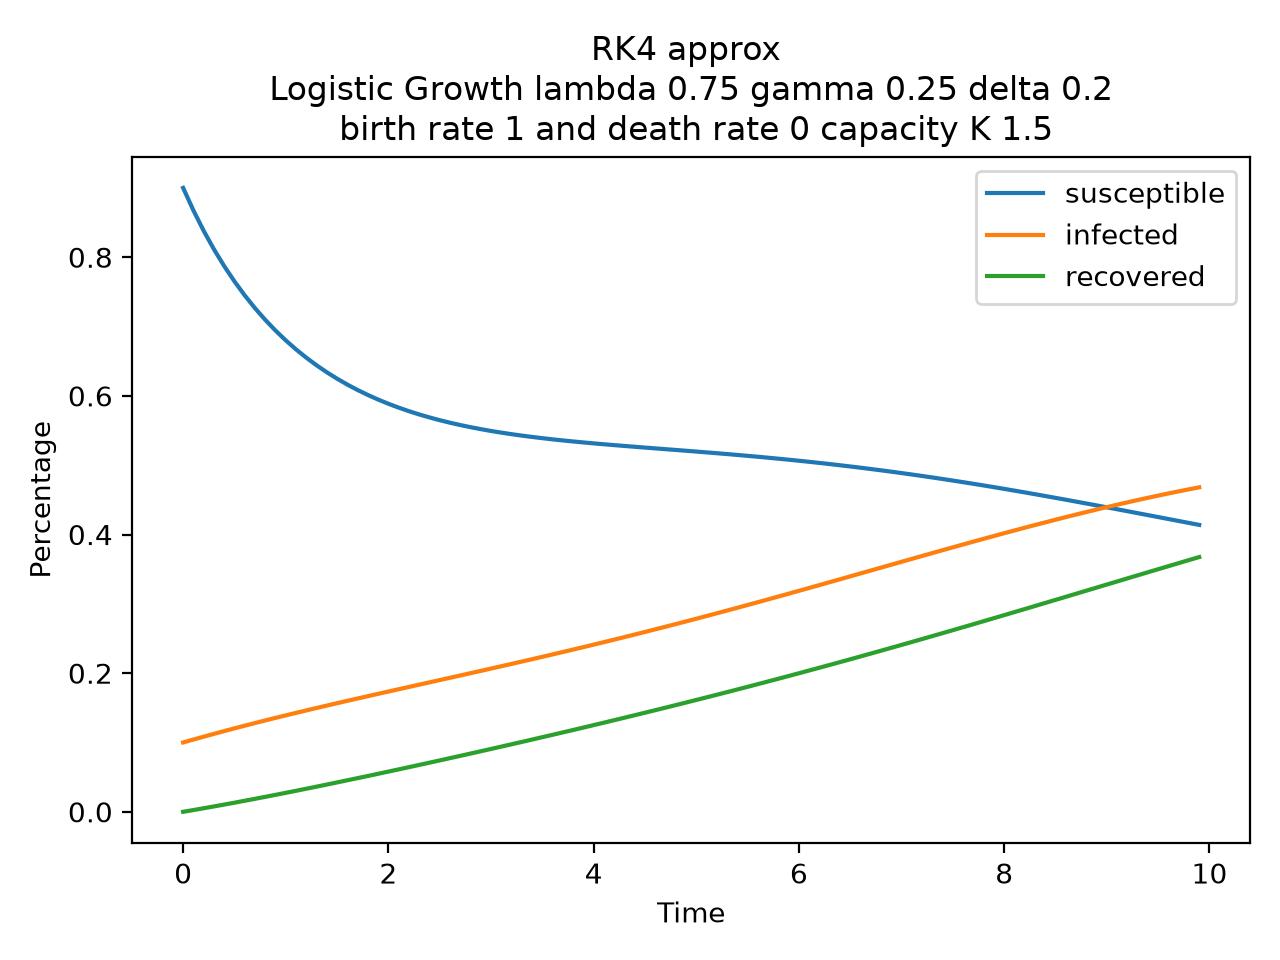 RK4 approx
Logistic Growth lambda 0.75 gamma 0.25 delta 0.2
birth rate 1 and death rate 0 capacity K 1.5
susceptible
infected
recovered
0.8
0.6
0.4
0.2
0.0
Percentage
0 2 4 6 8 10
Time